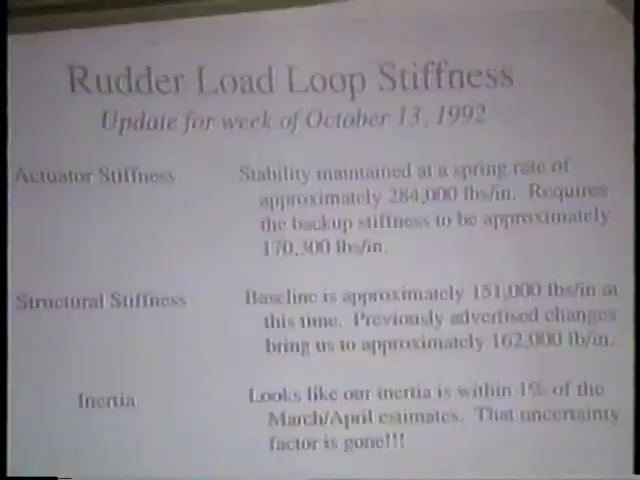 Rudder Load Loop Stiffness
Update for week of October 13, 1992
Actuator Stiffness
Stability maintained at a spring rate of
approximately 284,000 lbs/in. Requires
the backup stiffness to be approximately
170,300 lbs/in.
Structural Stiffness
Baseline is approximately 151,000 lbs/in at
this time. Previously advertised changes
bring us to approximately 162,000 lb/in.
Inertia
Looks like our inertia is within 1% of the
March/April estimates. That uncertainty
factor is gone!!!